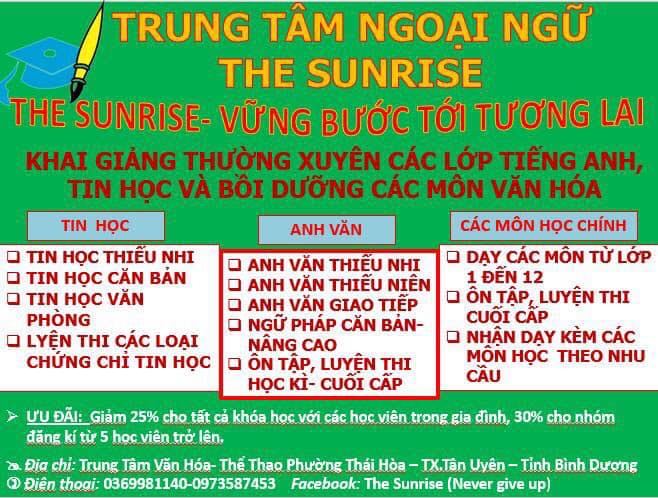 TRUNG TÂM NGOẠI NGỮ
THE SUNRISE
THE SUNRISE- VỮNG BƯỚC TỚI TƯƠNG LAI
KHAI GIẢNG THƯỜNG XUYÊN CÁC LỚP TIẾNG ANH,
TIN HỌC VÀ BỒI DƯỠNG CÁC MÔN VĂN HÓA
TIN HỌC
TIN HỌC THIẾU NHI
TIN HỌC CĂN BẢN
TIN HỌC VĂN
PHÒNG
LYỆN THI CÁC LOẠI
CHỨNG CHỈ TIN HỌC
ANH VĂN
ANH VĂN THIẾU NHI
ANH VĂN THIẾU NIÊN
ANH VĂN GIAO TIẾP
NGỮ PHÁP CĂN BẢN-
NÂNG CAO
ÔN TẬP, LUYỆN THI
HỌC KÌ- CUỐI CẤP
CÁC MÔN HỌC CHÍNH
DẠY CÁC MÔN TỪ LỚP
1 ĐẾN 12
ÔN TẬP, LUYỆN THI
CUỐI CẤP
NHẬN DẠY KÈM CÁC
MÔN HỌC THEO NHU
CẦU
ƯU ĐÃI: Giảm 25% cho tất cả khóa học với các học viên trong gia đình, 30% cho nhóm
đăng kí từ 5 học viên trở lên.
Địa chỉ: Trung Tâm Văn Hóa- Thể Thao Phường Thái Hòa – TX.Tân Uyên – Tỉnh Bình Dương
Điện thoại: 0369981140-0973587453 Facebook: The Sunrise (Never give up)